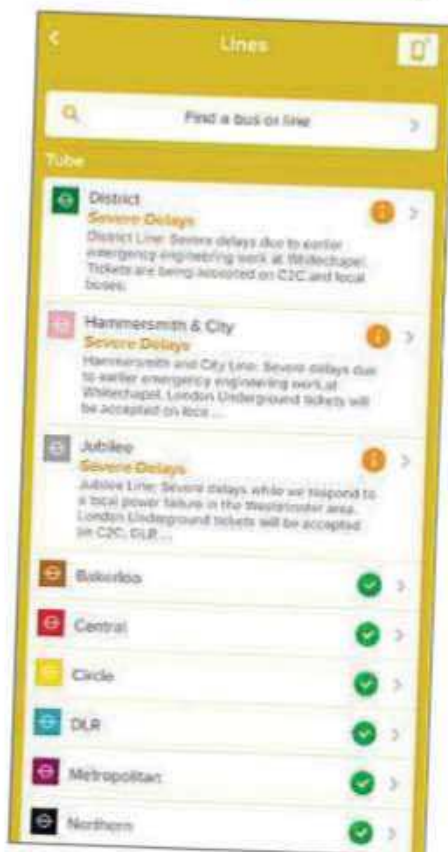 Lines
Find a bus or line
Tube
District
Severe Delays
District Line: Severe delays due to earlier
emergency engineering work at Whitechapel.
Tickets are being accepted on C2C and local
buses.
Hammersmith & City
Severe Delays
Hammersmith and City Line: Severe delays due
to earlier emergency engineering work at
Whitechapel. London Underground tickets will
be accepted on loca ...
Jubilee
Severe Delays
Jubilee Line: Severe delays while we respond to
a local power failure in the Westminster area.
London Underground tickets will be accepted
on C2C, DLR ...
Bakerloo
Central
Circle
DLR
Metropolitan
Northern